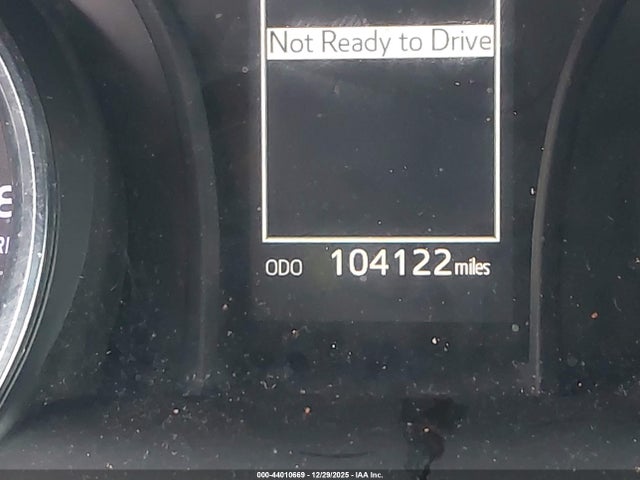 Not Ready to Drive
ODO 104122 miles
000-44010669 - 12/29/2025 - IAA Inc.